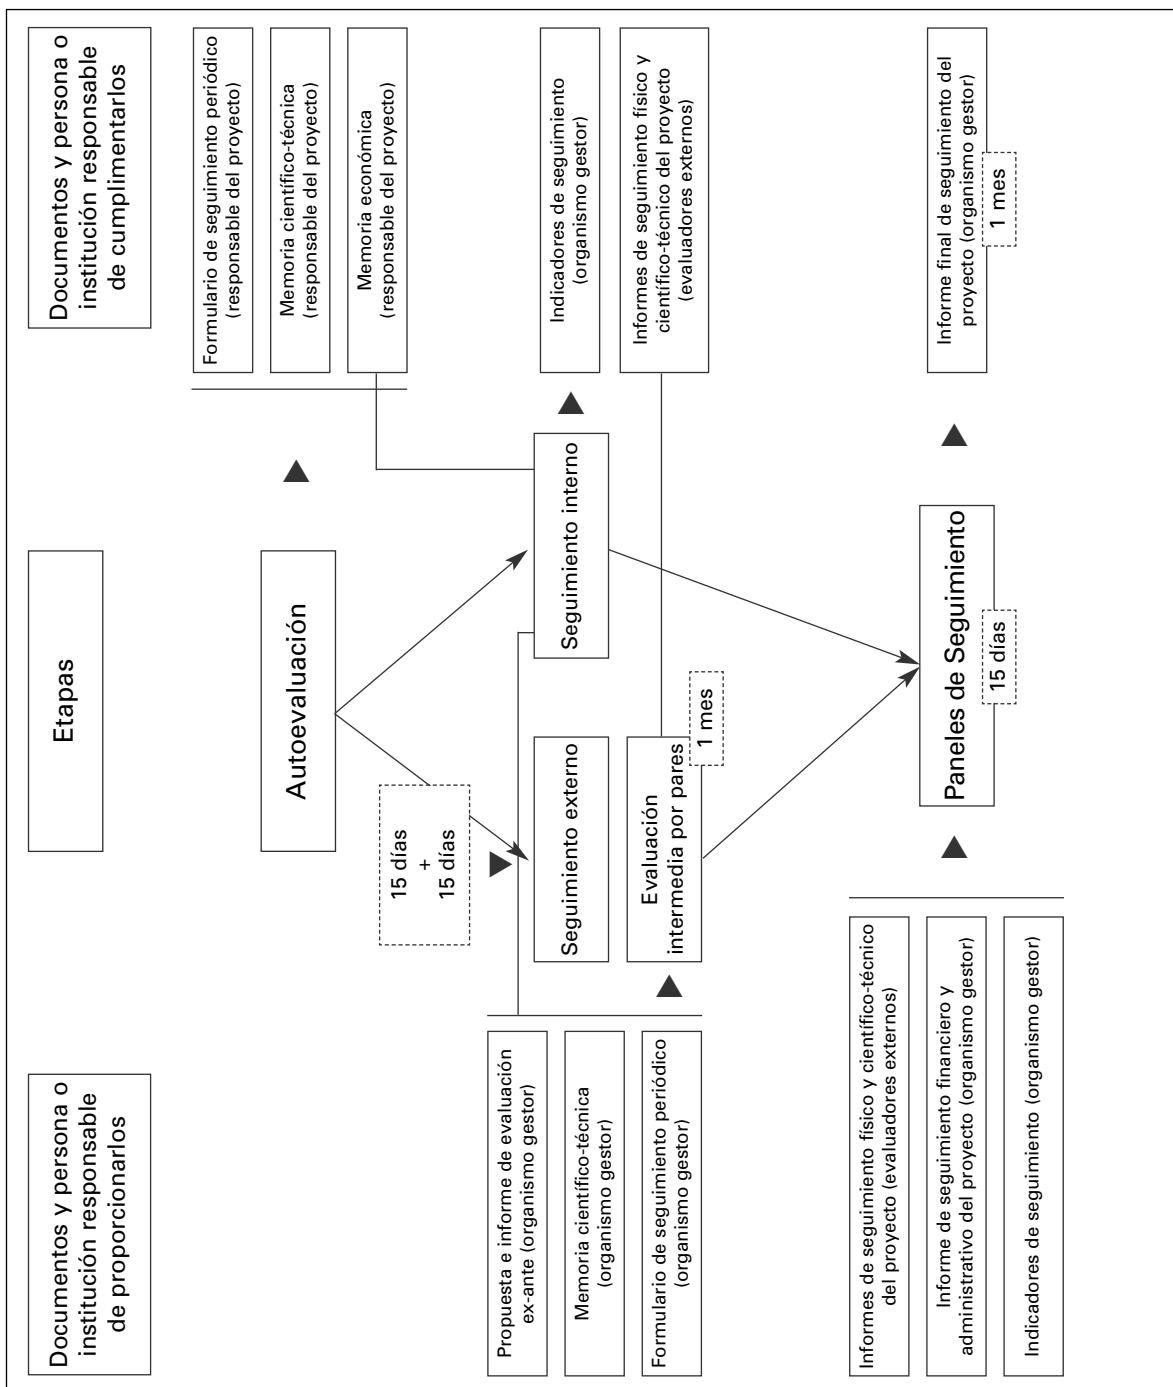 Documentos y persona o
institución responsable
de proporcionarlos
Etapas
Documentos y persona o
institución responsable
de cumplimentarlos
Autoevaluación
Formulario de seguimiento periódico
(responsable del proyecto)
Memoria científico-técnica
(responsable del proyecto)
Memoria económica
(responsable del proyecto)
15 días
+
15 días
Propuesta e informe de evaluación
ex-ante (organismo gestor)
Memoria científico-técnica
(organismo gestor)
Formulario de seguimiento periódico
(organismo gestor)
Seguimiento externo
Evaluación
intermedia por pares
1 mes
Seguimiento interno
Indicadores de seguimiento
(organismo gestor)
Informes de seguimiento físico y
científico-técnico del proyecto
(evaluadores externos)
Informes de seguimiento físico y científico-técnico
del proyecto (evaluadores externos)
Informe de seguimiento financiero y
administrativo del proyecto (organismo gestor)
Indicadores de seguimiento (organismo gestor)
Paneles de Seguimiento
15 días
Informe final de seguimiento del
proyecto (organismo gestor)
1 mes